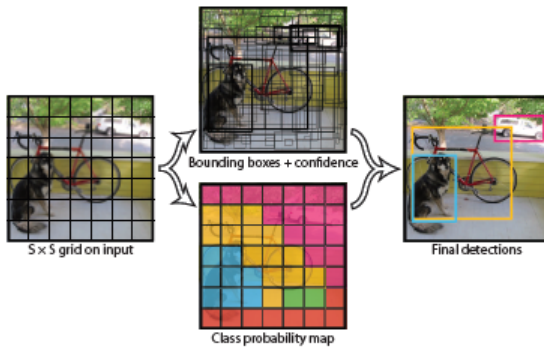 Bounding boxes + confidence
S × S grid on input
Final detections
Class probability map